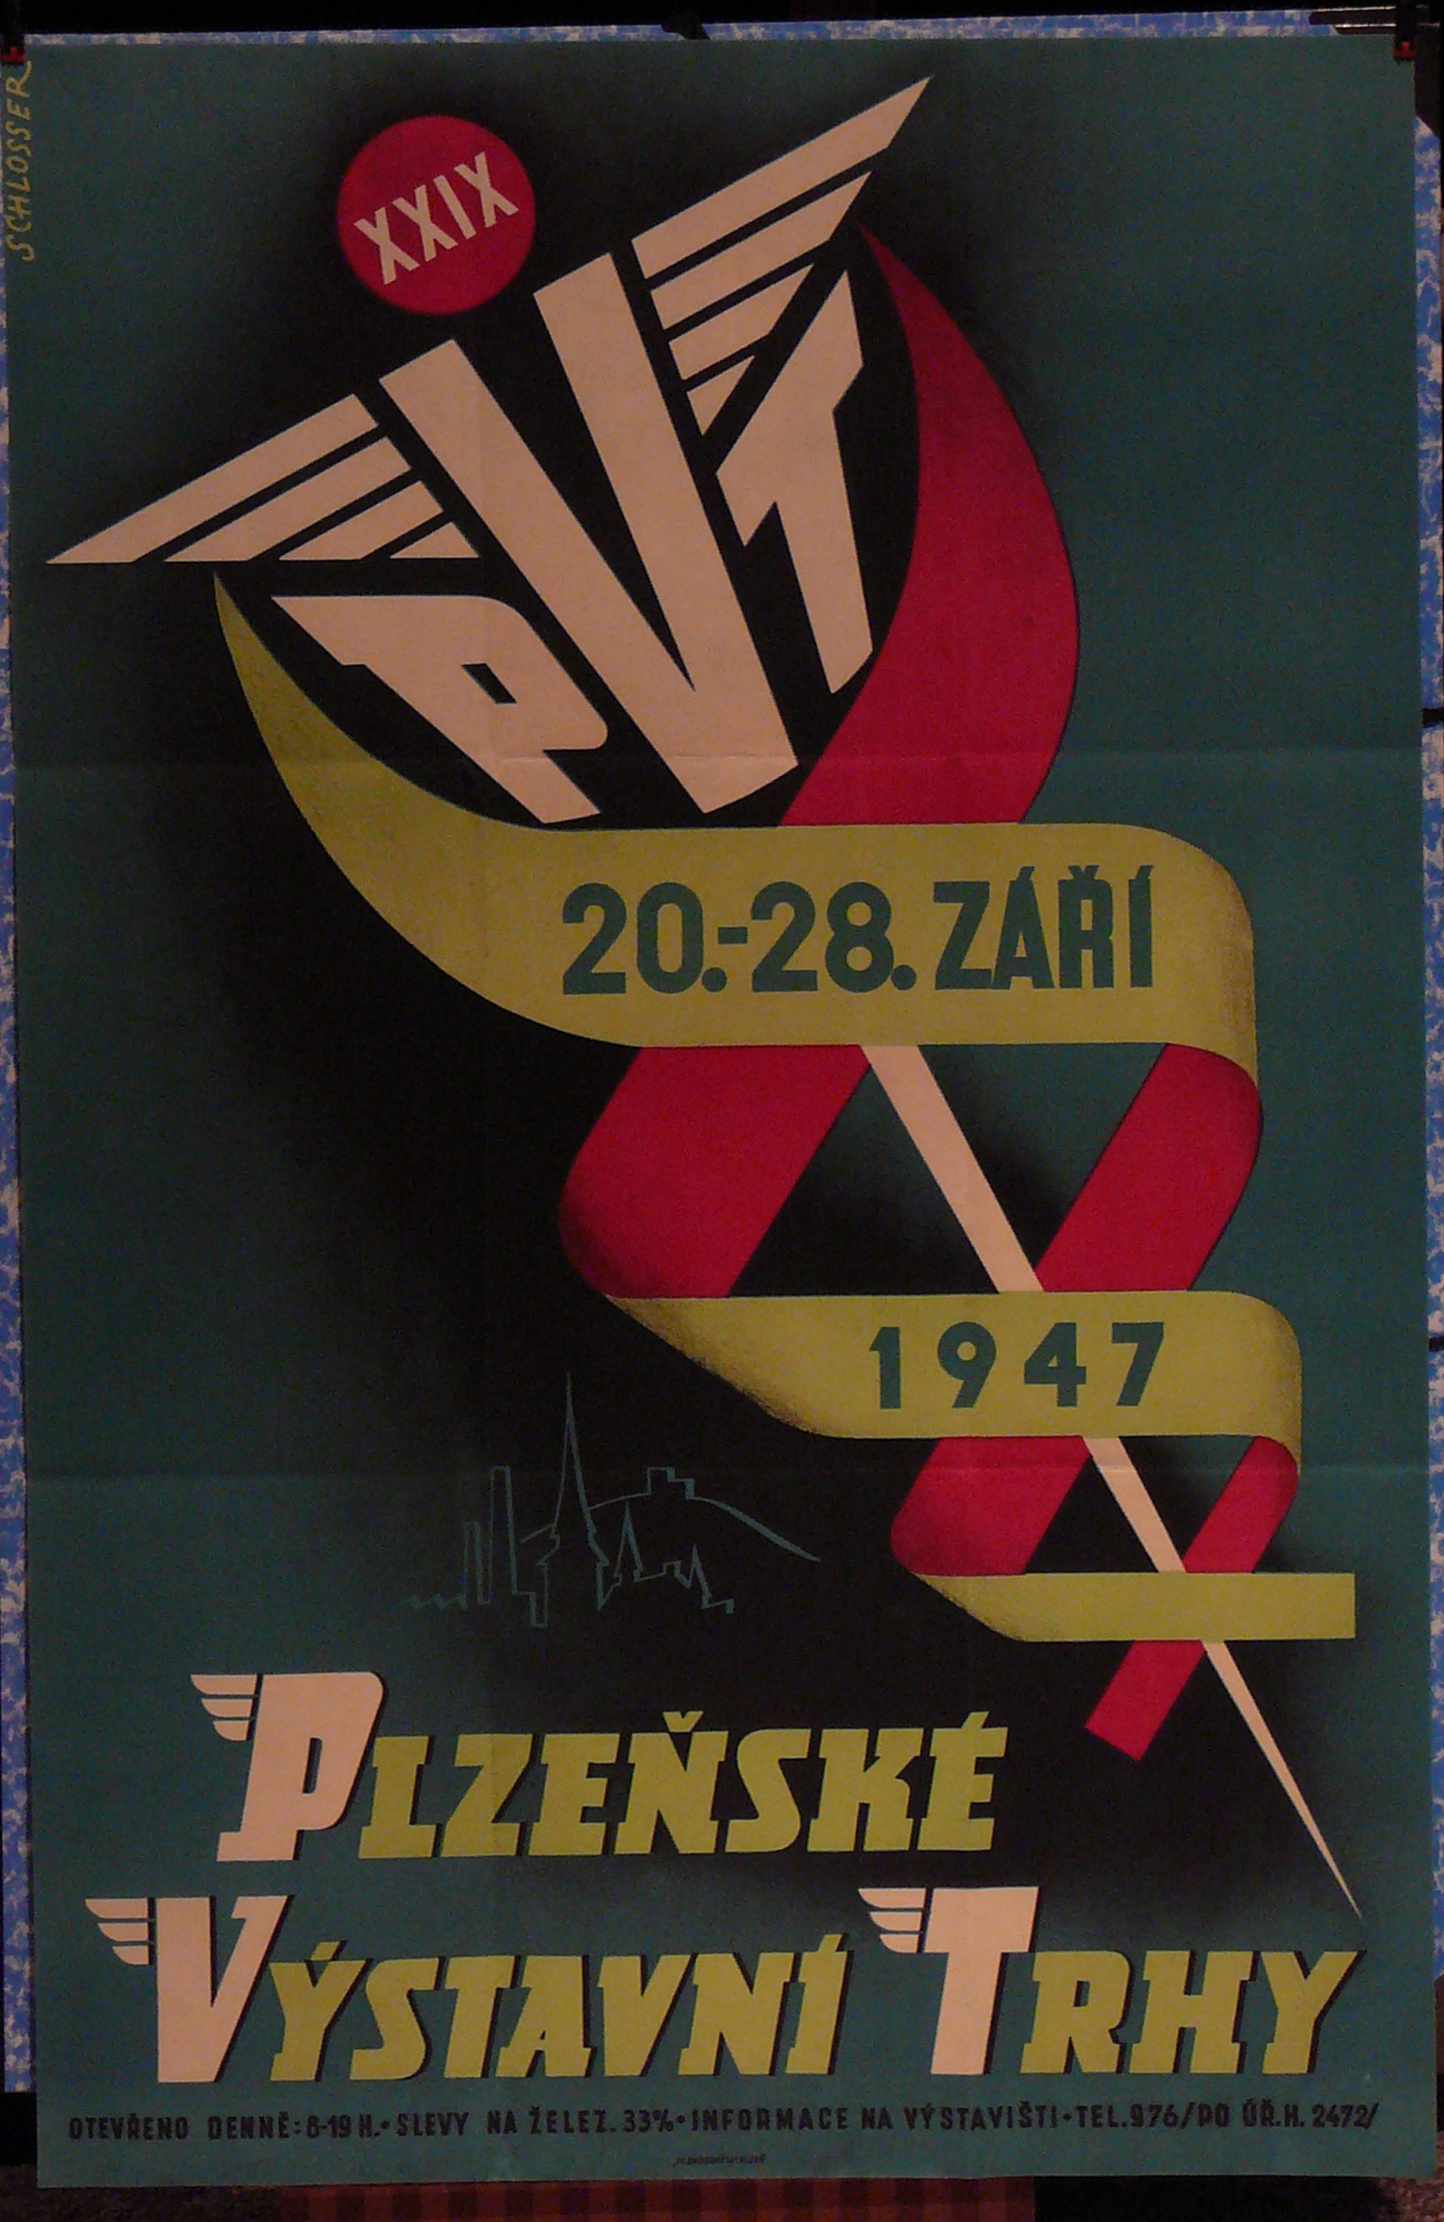 SCHLOSSER
XXIX
PVT
20.-28. ZÁŘÍ
1947
PLZEŇSKÉ
VÝSTAVNÍ TRHY
OTEVŘENO DENNĚ: 8-19 H. • SLEVY NA ŽELEZ. 33% • INFORMACE NA VÝSTAVIŠTI • TEL. 976/PO ÚŘ. H. 2472/